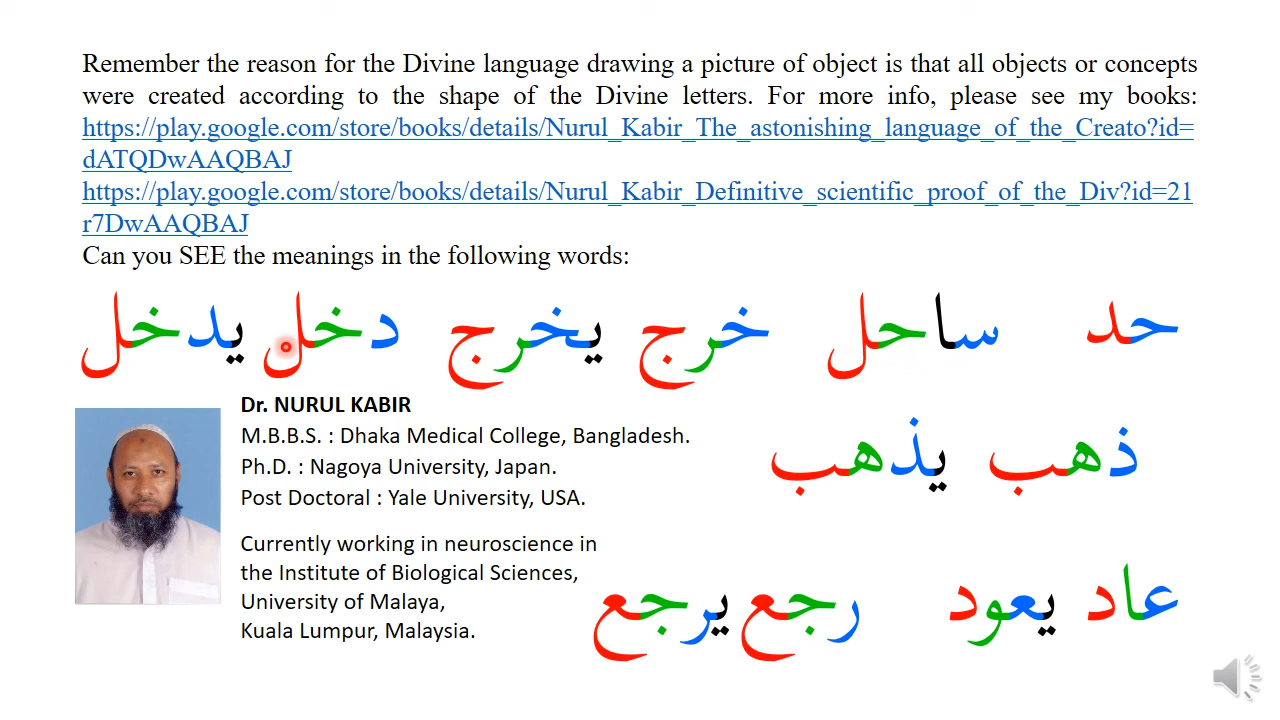 Remember the reason for the Divine language drawing a picture of object is that all objects or concepts
were created according to the shape of the Divine letters. For more info, please see my books:
https://play.google.com/store/books/details/Nurul_Kabir_The_astonishing_language_of_the_Creato?id=
dATQDwAAQBAJ
https://play.google.com/store/books/details/Nurul_Kabir_Definitive_scientific_proof_of_the_Div?id=21
r7DwAAQBAJ
Can you SEE the meanings in the following words:
حد ساحل خرج يخرج دخل يدخل
Dr. NURUL KABIR
M.B.B.S. : Dhaka Medical College, Bangladesh.
Ph.D. : Nagoya University, Japan.
Post Doctoral : Yale University, USA.
ذهب يذهب
Currently working in neuroscience in
the Institute of Biological Sciences,
University of Malaya,
Kuala Lumpur, Malaysia.
عاد يعود رجع يرجع